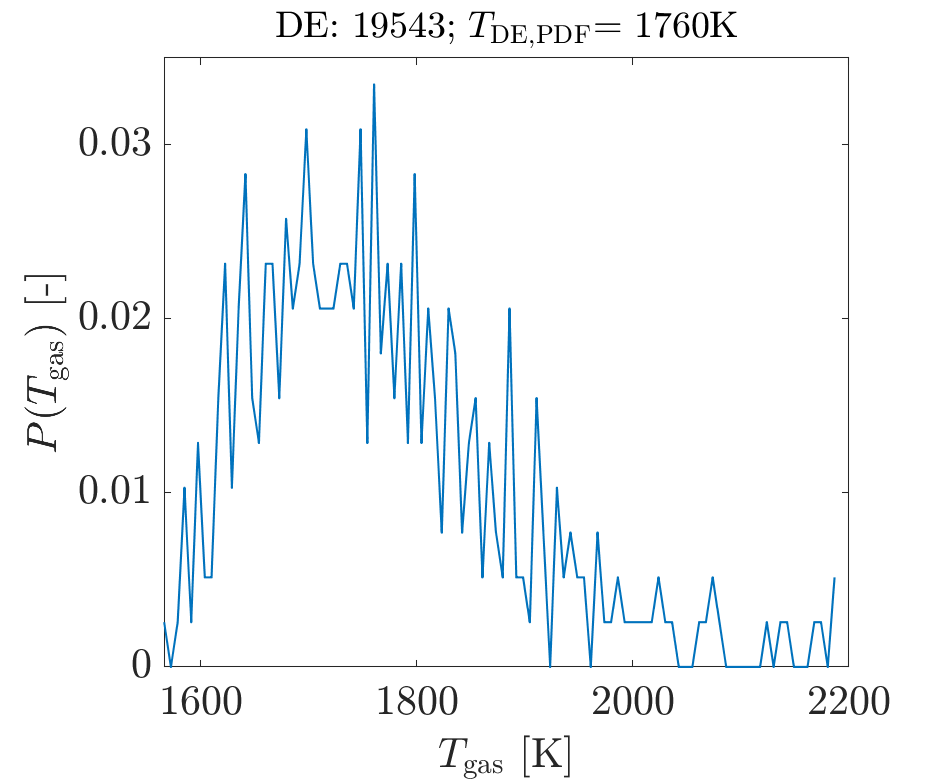 DE: 19543; T_DE,PDF= 1760K
0.03
0.02
0.01
0
P(T_gas) [-]
1600 1800 2000 2200
T_gas [K]